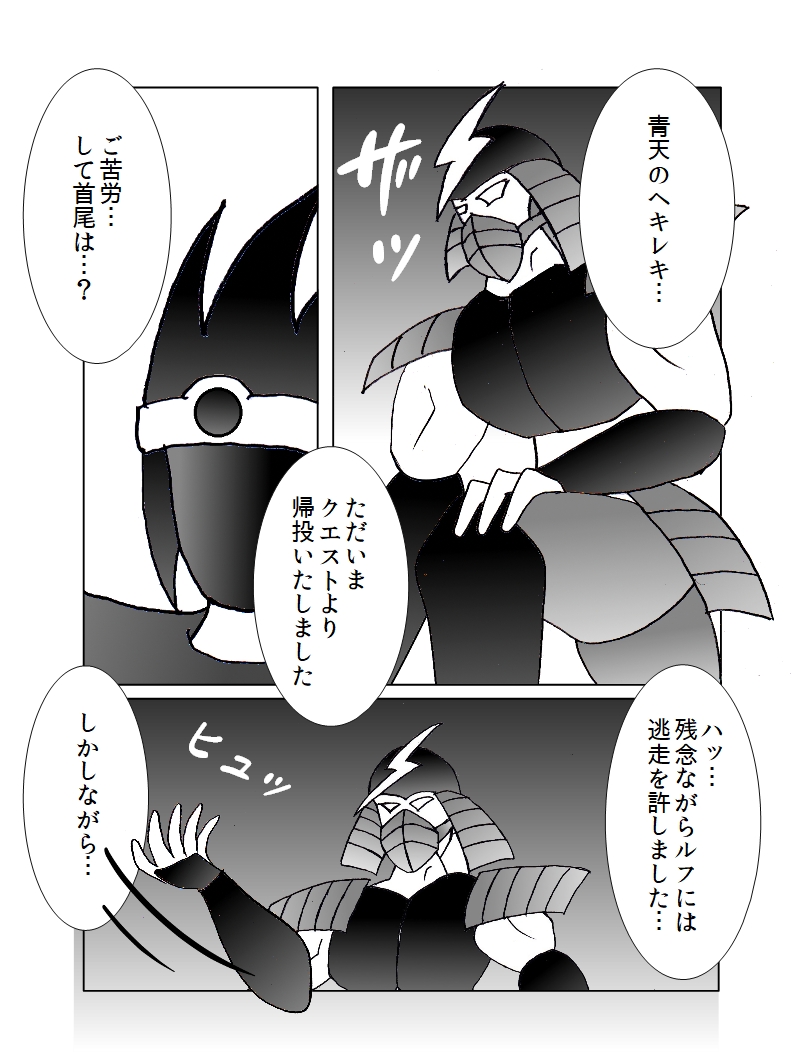 青天のヘキレキ…
ザッ
ただいま
クエストより
帰投いたしました
ご苦労…
して首尾は…？
ハッ…
残念ながらルフには
逃走を許しました…
ヒュッ
しかしながら…